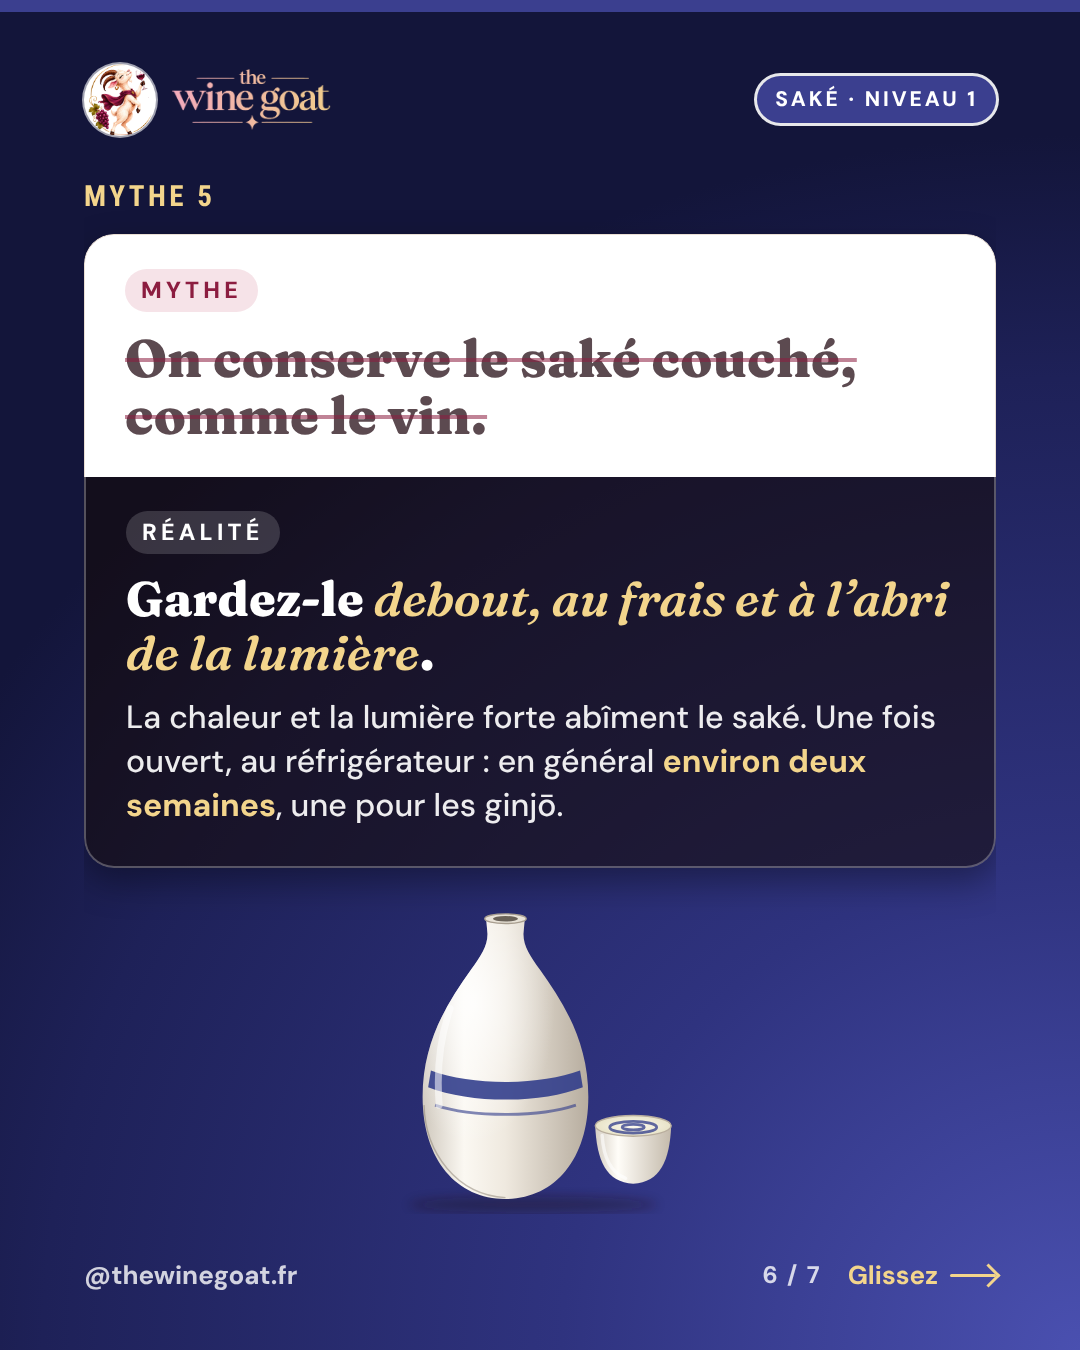 the
wine goat
SAKÉ · NIVEAU 1
MYTHE 5
MYTHE
On conserve le saké couché,
comme le vin.
RÉALITÉ
Gardez-le debout, au frais et à l’abri
de la lumière.
La chaleur et la lumière forte abîment le saké. Une fois
ouvert, au réfrigérateur : en général environ deux
semaines, une pour les ginjō.
@thewinegoat.fr
6 / 7
Glissez